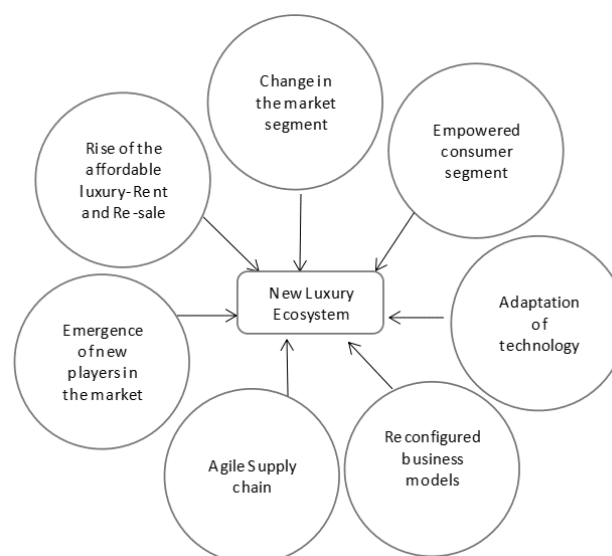 Change in
the market
segment
Empowered
consumer
segment
Rise of the
affordable
luxury-Rent
and Re-sale
New Luxury
Ecosystem
Adaptation
of
technology
Emergence
of new
players in
the market
Agile Supply
chain
Reconfigured
business
models